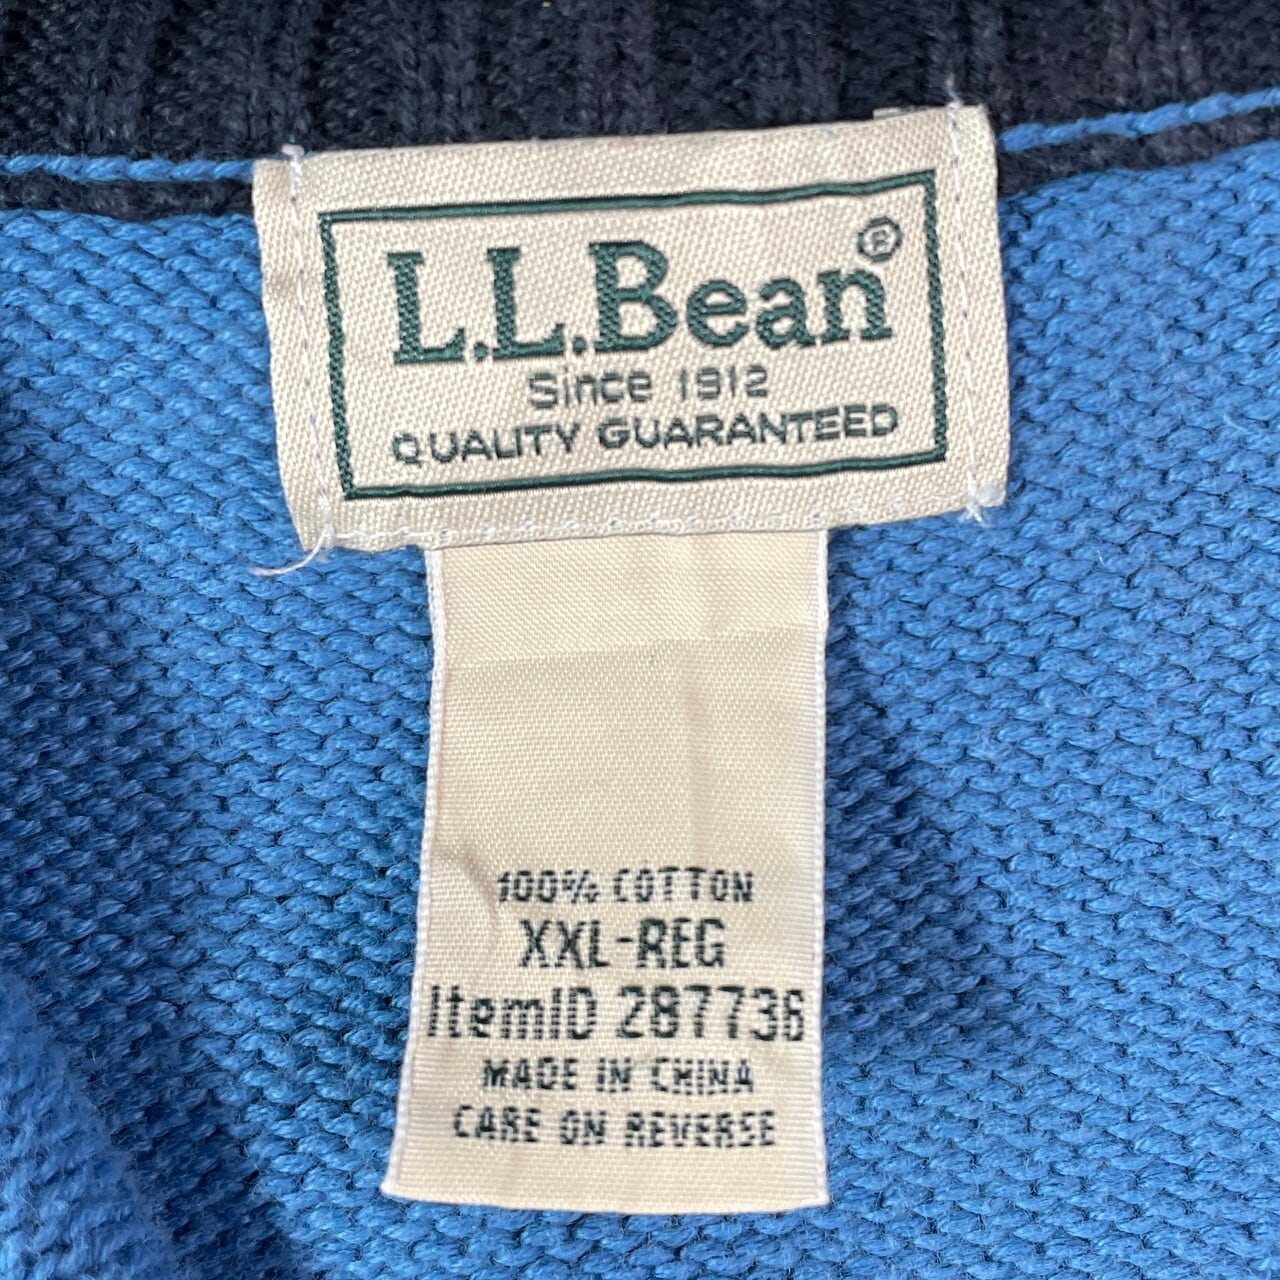 L.L.Bean®
Since 1912
QUALITY GUARANTEED
100% COTTON
XXL-REG
ItemID 287736
MADE IN CHINA
CARE ON REVERSE